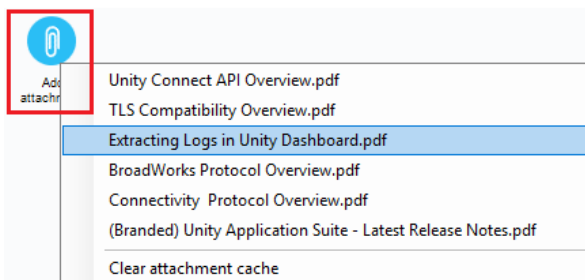 Add
Unity Connect API Overview.pdf
TLS Compatibility Overview.pdf
Extracting Logs in Unity Dashboard.pdf
BroadWorks Protocol Overview.pdf
Connectivity Protocol Overview.pdf
(Branded) Unity Application Suite - Latest Release Notes.pdf
Clear attachment cache